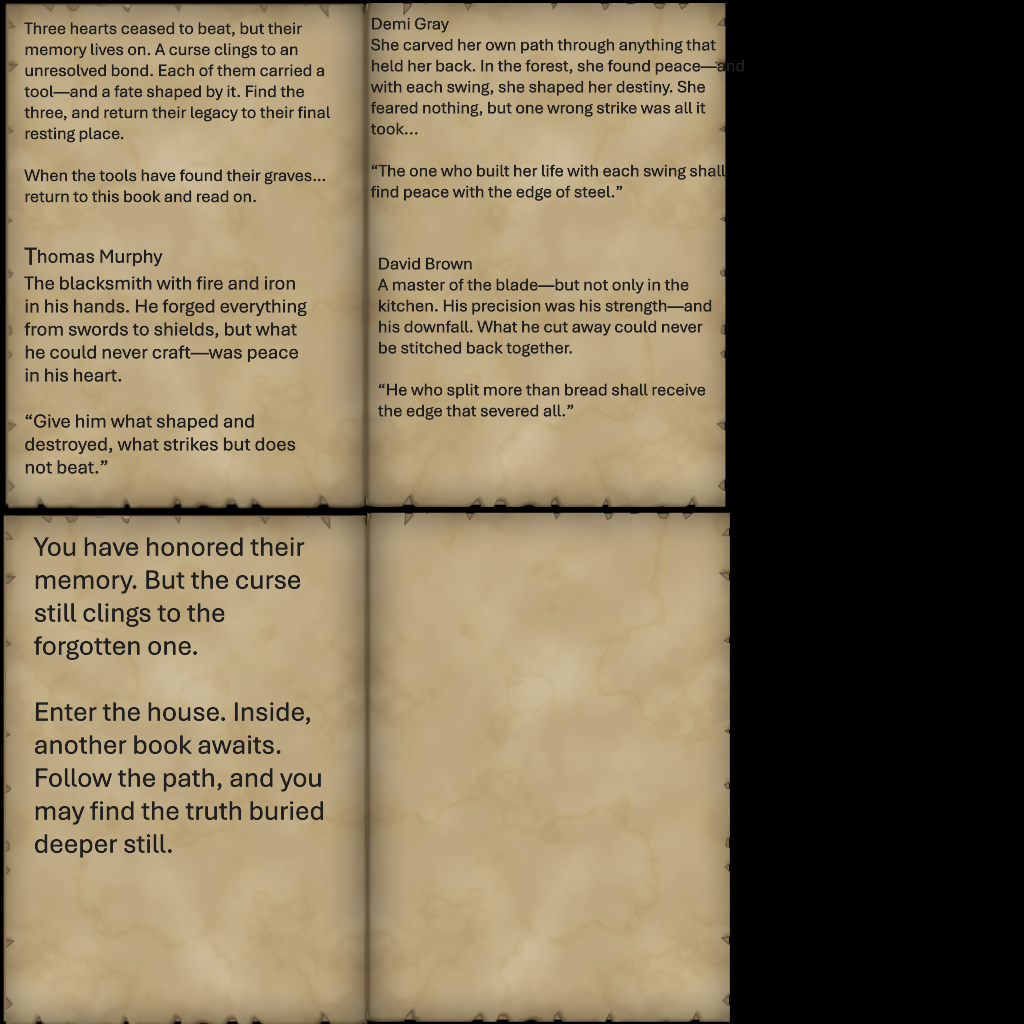 Three hearts ceased to beat, but their
memory lives on. A curse clings to an
unresolved bond. Each of them carried a
tool—and a fate shaped by it. Find the
three, and return their legacy to their final
resting place.
When the tools have found their graves...
return to this book and read on.
Thomas Murphy
The blacksmith with fire and iron
in his hands. He forged everything
from swords to shields, but what
he could never craft—was peace
in his heart.
“Give him what shaped and
destroyed, what strikes but does
not beat.”
Demi Gray
She carved her own path through anything that
held her back. In the forest, she found peace—and
with each swing, she shaped her destiny. She
feared nothing, but one wrong strike was all it
took...
“The one who built her life with each swing shall
find peace with the edge of steel.”
David Brown
A master of the blade—but not only in the
kitchen. His precision was his strength—and
his downfall. What he cut away could never
be stitched back together.
“He who split more than bread shall receive
the edge that severed all.”
You have honored their
memory. But the curse
still clings to the
forgotten one.
Enter the house. Inside,
another book awaits.
Follow the path, and you
may find the truth buried
deeper still.